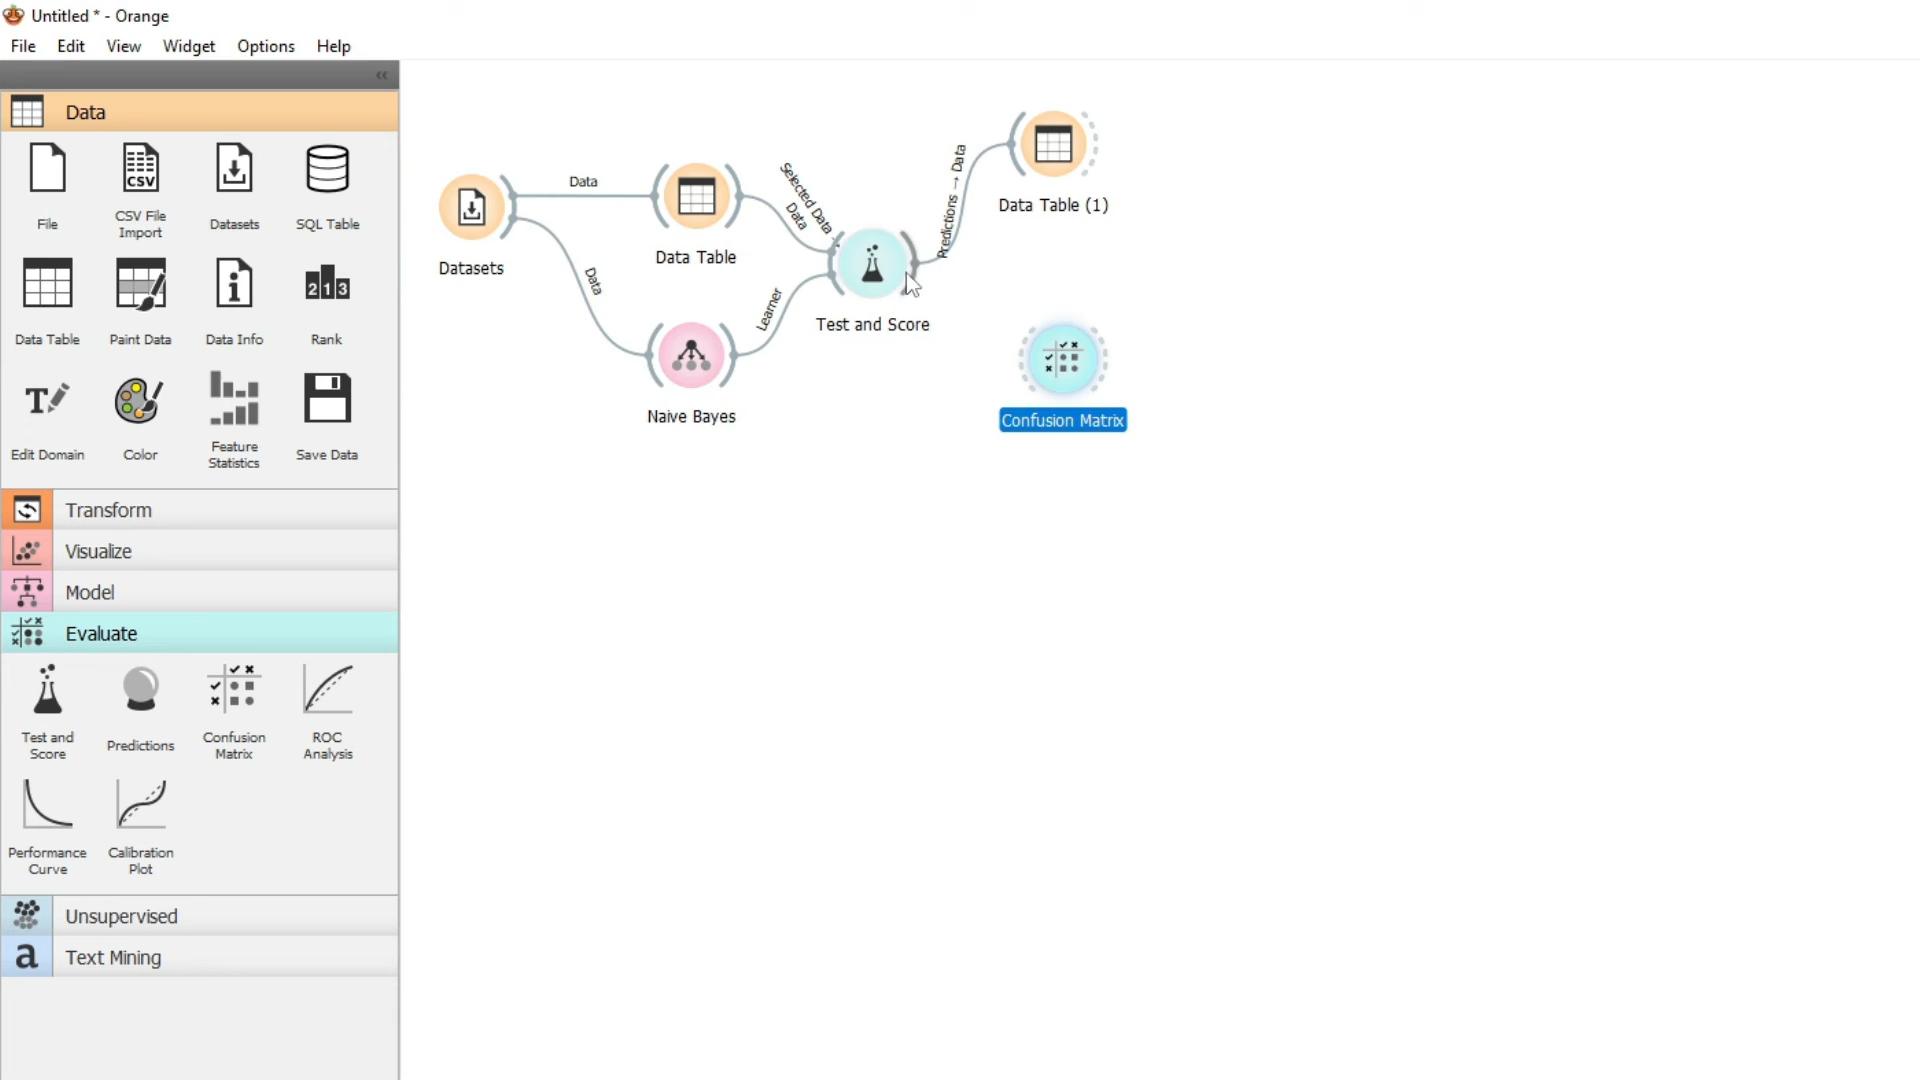 Untitled * - Orange
File Edit View Widget Options Help
«
Data
File
CSV File
Import
Datasets
SQL Table
Data Table
Paint Data
Data Info
Rank
Edit Domain
Color
Feature
Statistics
Save Data
Transform
Visualize
Model
Evaluate
Test and
Score
Predictions
Confusion
Matrix
ROC
Analysis
Performance
Curve
Calibration
Plot
Unsupervised
Text Mining
Datasets
Data
Data
Data Table
Naive Bayes
Selected Data →
Data
Learner
Test and Score
Predictions → Data
Data Table (1)
Confusion Matrix